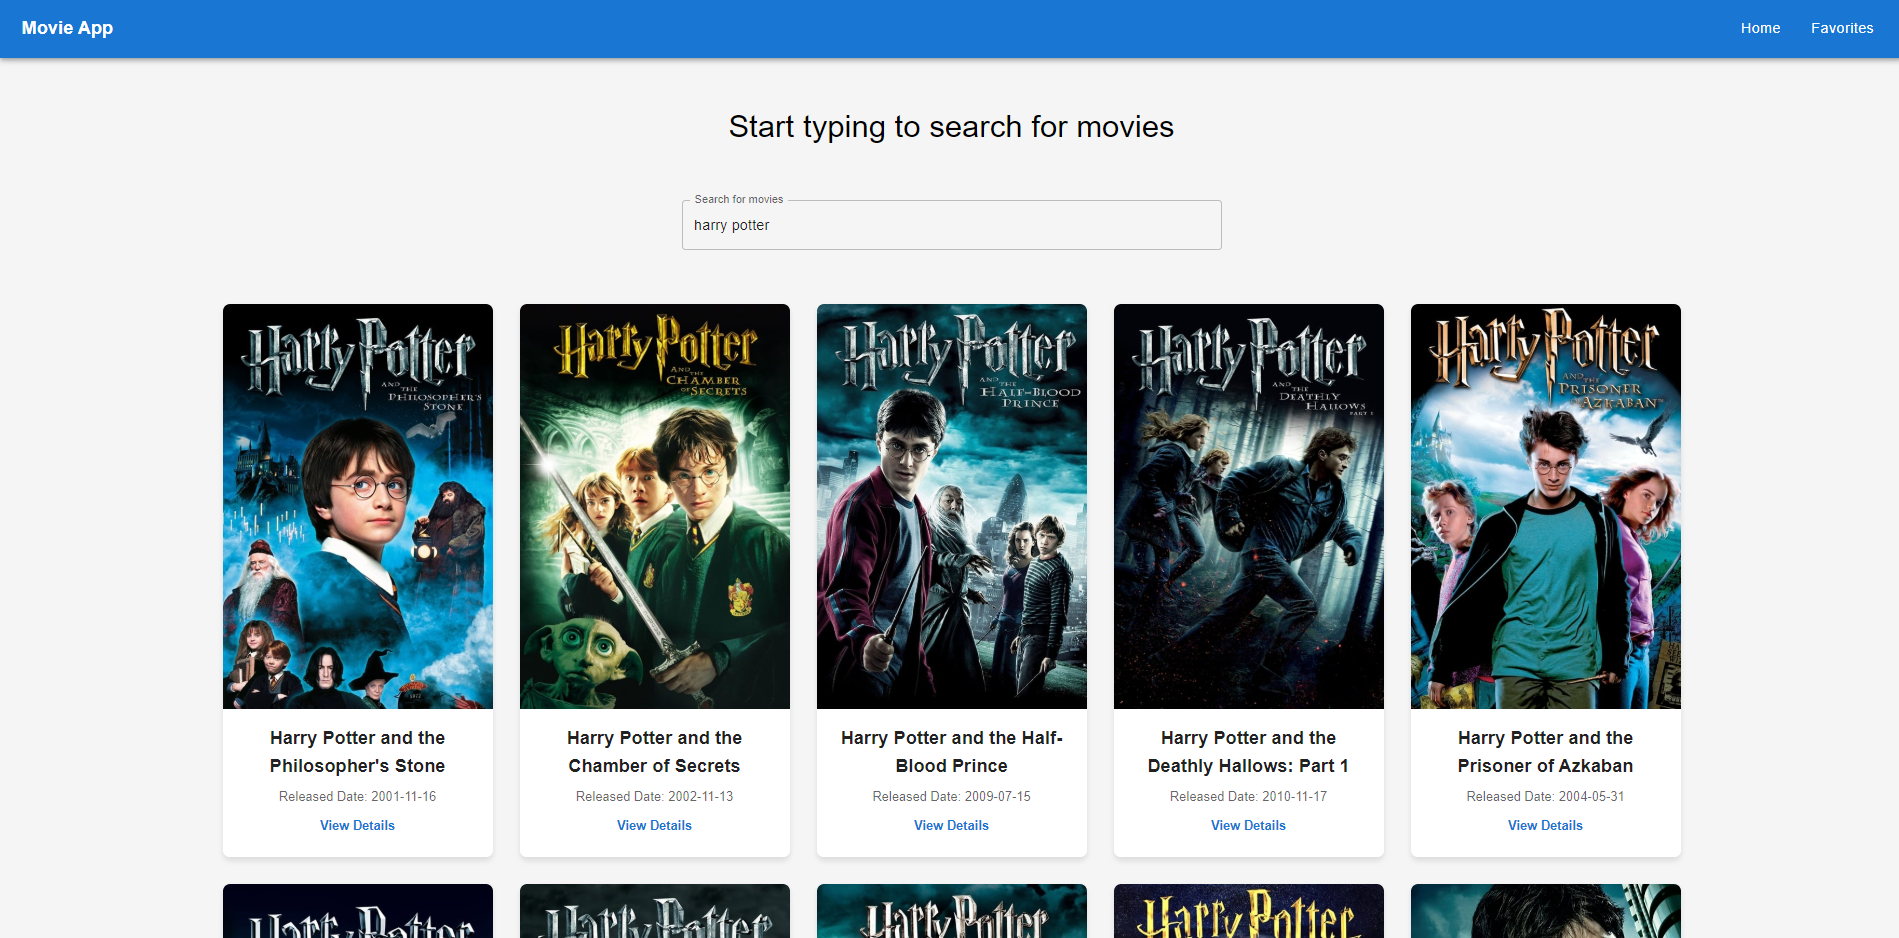 Movie App
Home
Favorites
Start typing to search for movies
Search for movies
harry potter
Harry Potter
AND THE
PHILOSOPHER'S
STONE
Harry Potter and the
Philosopher's Stone
Released Date: 2001-11-16
View Details
Harry Potter
AND THE
CHAMBER
OF SECRETS
Harry Potter and the
Chamber of Secrets
Released Date: 2002-11-13
View Details
Harry Potter
AND THE
HALF-BLOOD
PRINCE
Harry Potter and the Half-
Blood Prince
Released Date: 2009-07-15
View Details
Harry Potter
AND THE
DEATHLY
HALLOWS
PART 1
Harry Potter and the
Deathly Hallows: Part 1
Released Date: 2010-11-17
View Details
Harry Potter
AND THE
PRISONER
OF AZKABAN
Harry Potter and the
Prisoner of Azkaban
Released Date: 2004-05-31
View Details
Harry Potter
Harry Potter
Harry Potter
Harry Potter